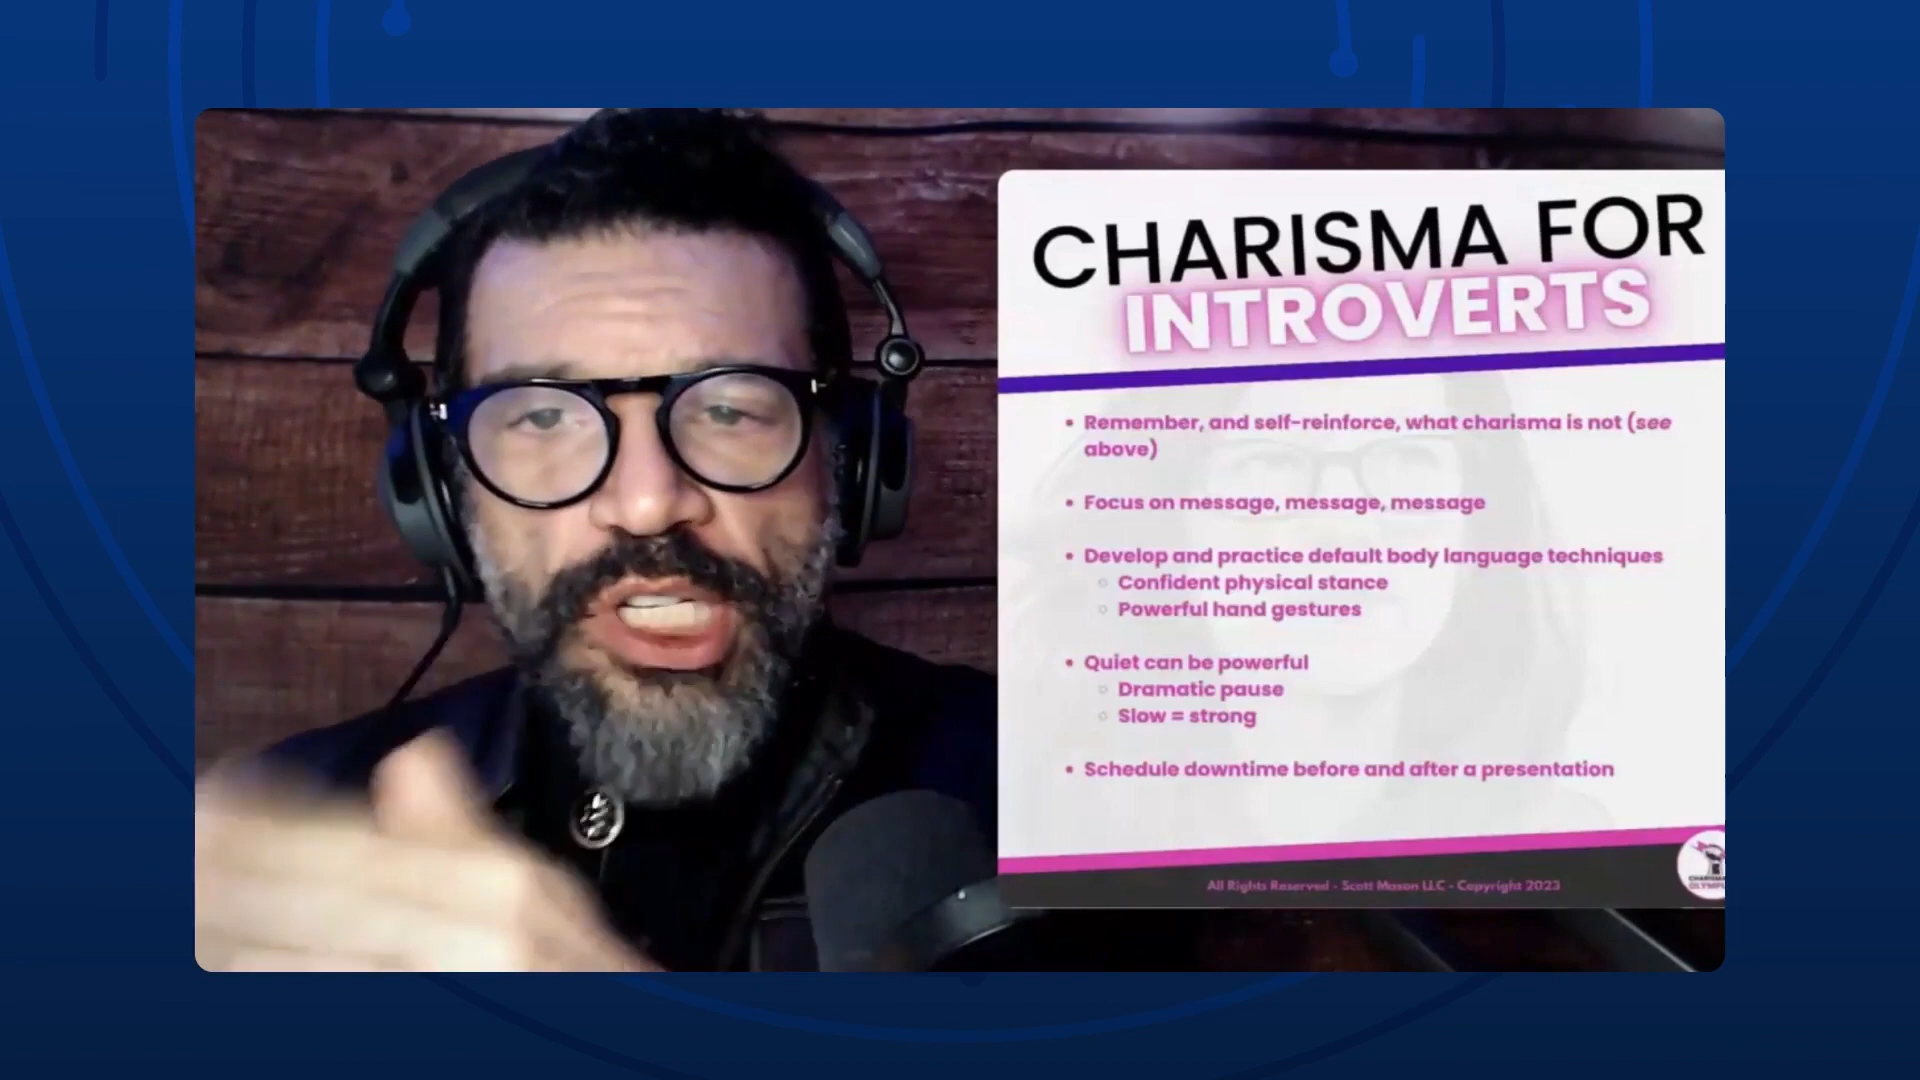 CHARISMA FOR
INTROVERTS
• Remember, and self-reinforce, what charisma is not (see
above)
• Focus on message, message, message
• Develop and practice default body language techniques
○ Confident physical stance
○ Powerful hand gestures
• Quiet can be powerful
○ Dramatic pause
○ Slow = strong
• Schedule downtime before and after a presentation
All Rights Reserved - Scott Mason LLC - Copyright 2023